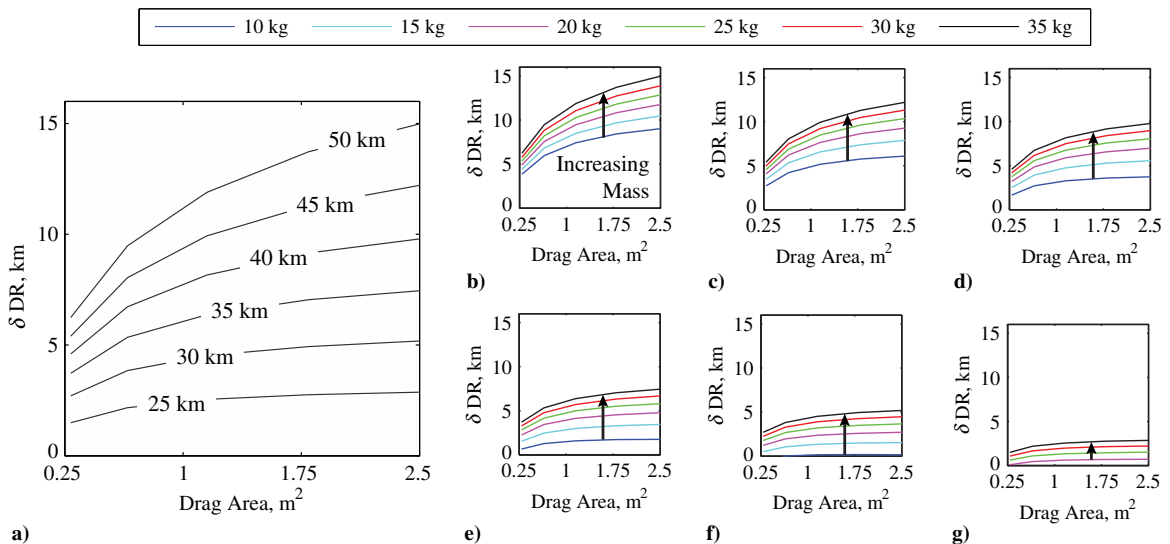 10 kg 15 kg 20 kg 25 kg 30 kg 35 kg
15
10
5
0
0.25 1 1.75 2.5
δ DR, km
Drag Area, m²
50 km
45 km
40 km
35 km
30 km
25 km
a)
15
10
5
0
0.25 1 1.75 2.5
δ DR, km
Drag Area, m²
Increasing
Mass
b)
15
10
5
0
0.25 1 1.75 2.5
δ DR, km
Drag Area, m²
c)
15
10
5
0
0.25 1 1.75 2.5
δ DR, km
Drag Area, m²
d)
15
10
5
0
0.25 1 1.75 2.5
δ DR, km
Drag Area, m²
e)
15
10
5
0
0.25 1 1.75 2.5
δ DR, km
Drag Area, m²
f)
15
10
5
0
0.25 1 1.75 2.5
δ DR, km
Drag Area, m²
g)